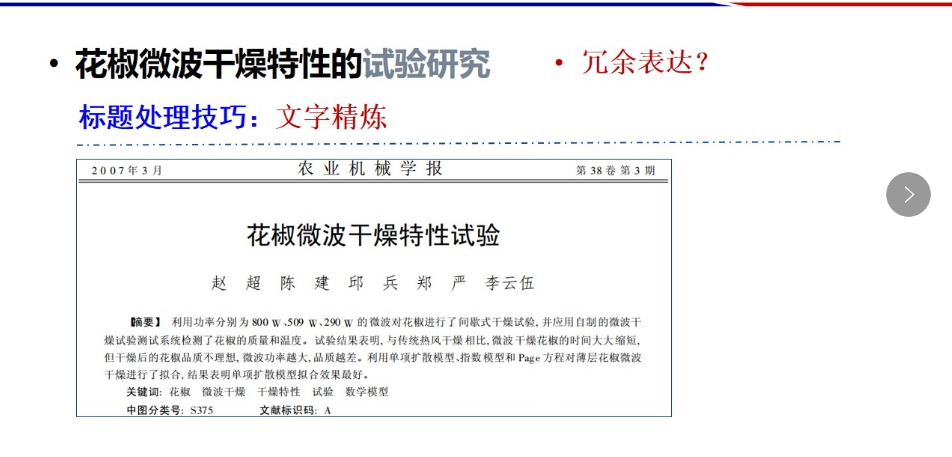 • 花椒微波干燥特性的试验研究
• 冗余表达？
标题处理技巧：文字精炼
2007年3月 农业机械学报 第38卷第3期
花椒微波干燥特性试验
赵超 陈建 邱兵 郑严 李云伍
【摘要】 利用功率分别为800 W、509 W、290 W 的微波对花椒进行了间歇式干燥试验,并应用自制的微波干
燥试验测试系统检测了花椒的质量和温度。试验结果表明,与传统热风干燥相比,微波干燥花椒的时间大大缩短,
但干燥后的花椒品质不理想,微波功率越大,品质越差。利用单项扩散模型、指数模型和Page方程对薄层花椒微波
干燥进行了拟合,结果表明单项扩散模型拟合效果最好。
关键词: 花椒 微波干燥 干燥特性 试验 数学模型
中图分类号: S375 文献标识码: A